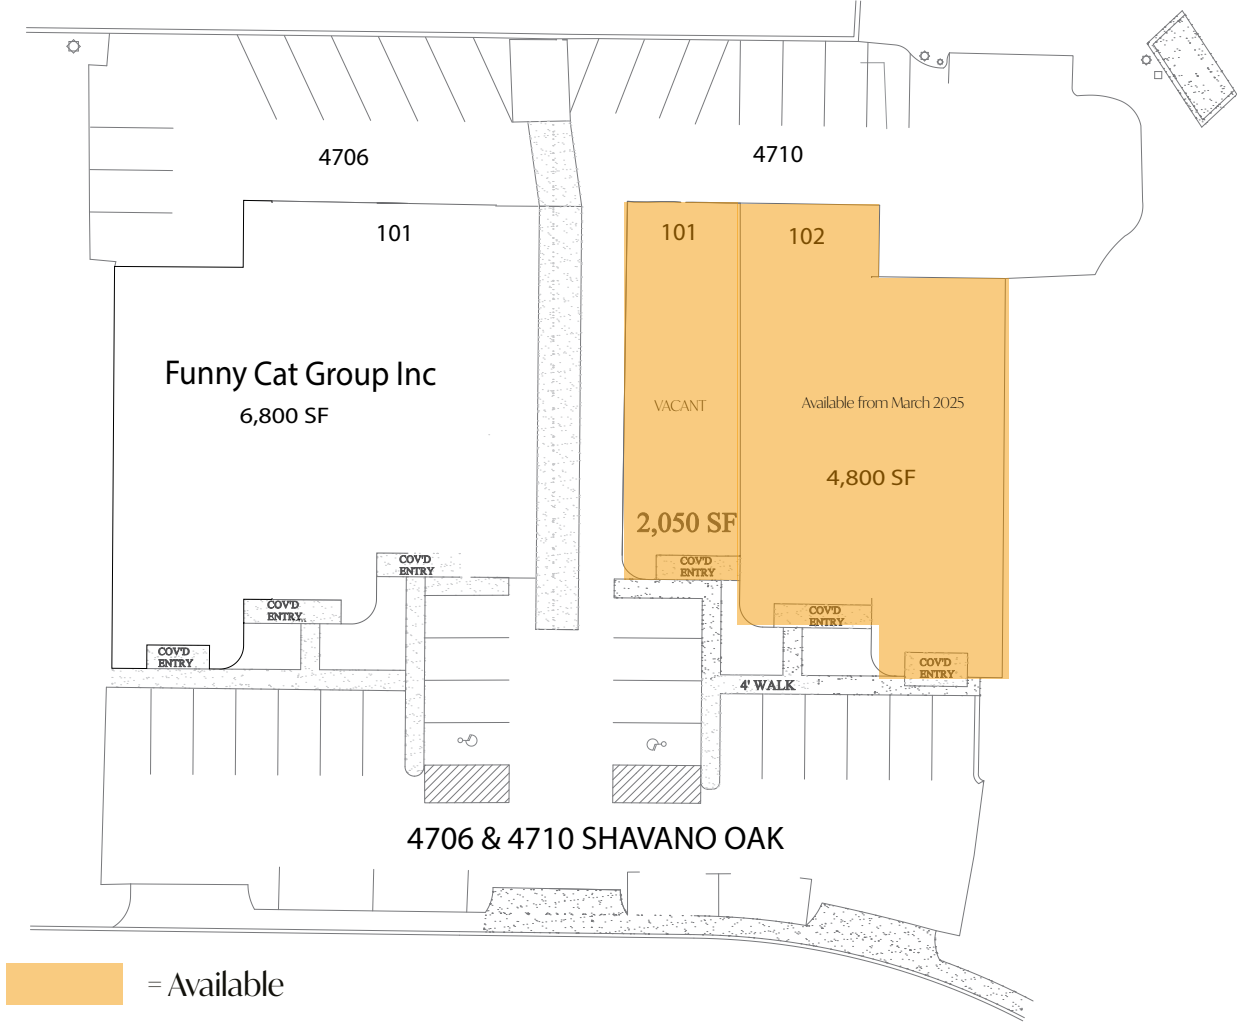 4706
4710
101
101
102
Funny Cat Group Inc
6,800 SF
VACANT
Available from March 2025
4,800 SF
2,050 SF
COV'D
ENTRY
COV'D
ENTRY
COV'D
ENTRY
COV'D
ENTRY
COV'D
ENTRY
COV'D
ENTRY
4' WALK
4706 & 4710 SHAVANO OAK
= Available